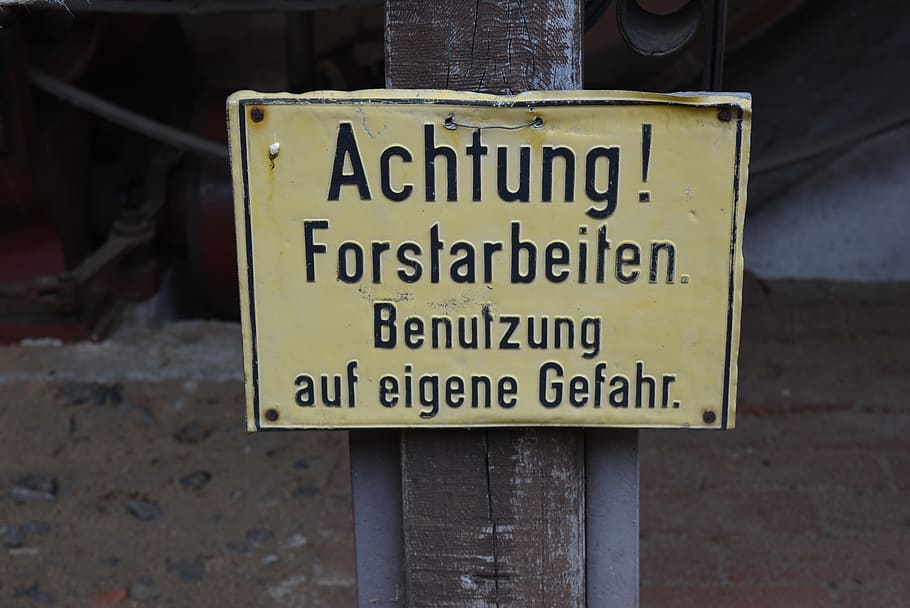 Achtung!
Forstarbeiten.
Benutzung
auf eigene Gefahr.